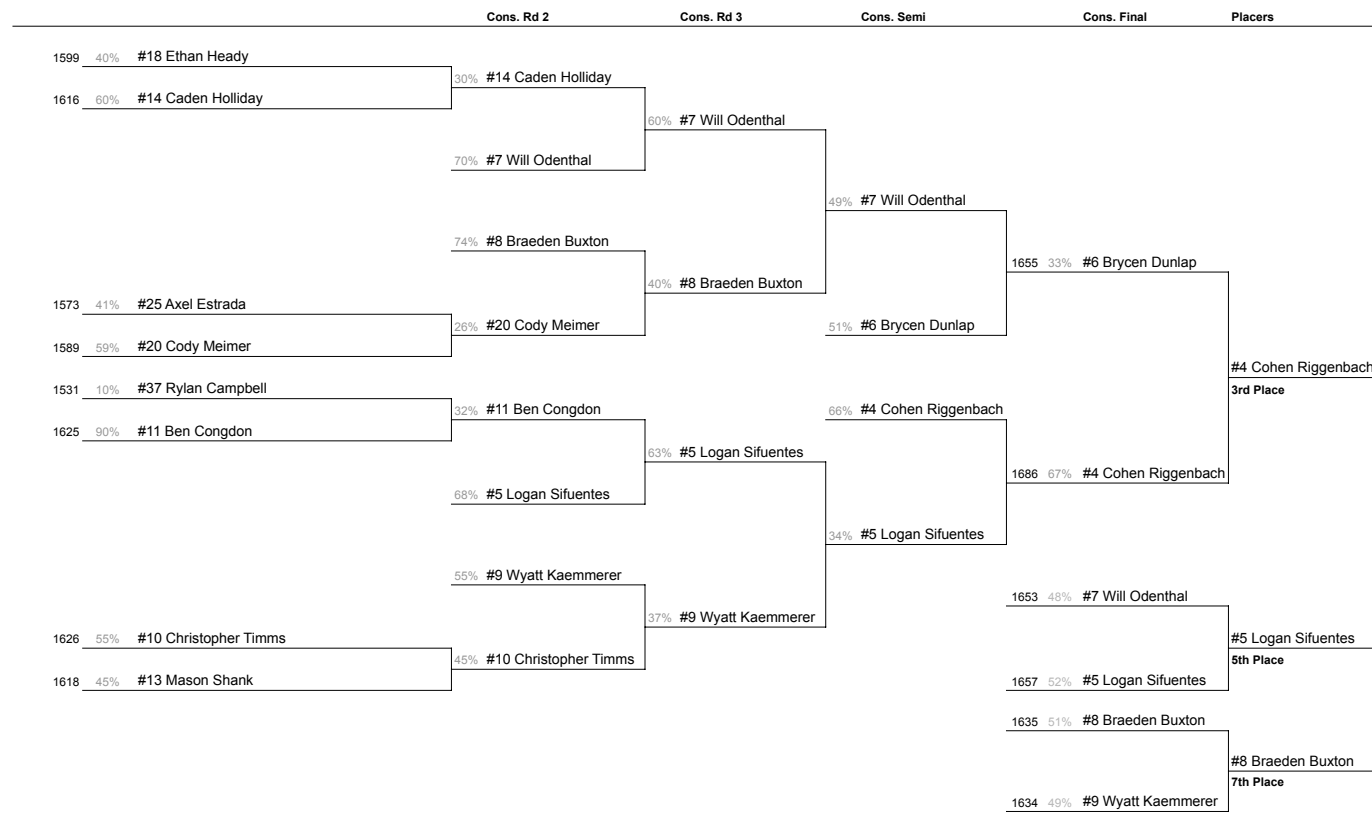 Cons. Rd 2 Cons. Rd 3 Cons. Semi Cons. Final Placers
1599 40% #18 Ethan Heady
30% #14 Caden Holliday
1616 60% #14 Caden Holliday
60% #7 Will Odenthal
70% #7 Will Odenthal
49% #7 Will Odenthal
74% #8 Braeden Buxton
1655 33% #6 Brycen Dunlap
40% #8 Braeden Buxton
1573 41% #25 Axel Estrada
26% #20 Cody Meimer
51% #6 Brycen Dunlap
1589 59% #20 Cody Meimer
#4 Cohen Riggenbach
1531 10% #37 Rylan Campbell
3rd Place
32% #11 Ben Congdon
66% #4 Cohen Riggenbach
1625 90% #11 Ben Congdon
63% #5 Logan Sifuentes
1686 67% #4 Cohen Riggenbach
68% #5 Logan Sifuentes
34% #5 Logan Sifuentes
55% #9 Wyatt Kaemmerer
1653 48% #7 Will Odenthal
37% #9 Wyatt Kaemmerer
1626 55% #10 Christopher Timms
#5 Logan Sifuentes
45% #10 Christopher Timms
5th Place
1618 45% #13 Mason Shank
1657 52% #5 Logan Sifuentes
1635 51% #8 Braeden Buxton
#8 Braeden Buxton
7th Place
1634 49% #9 Wyatt Kaemmerer